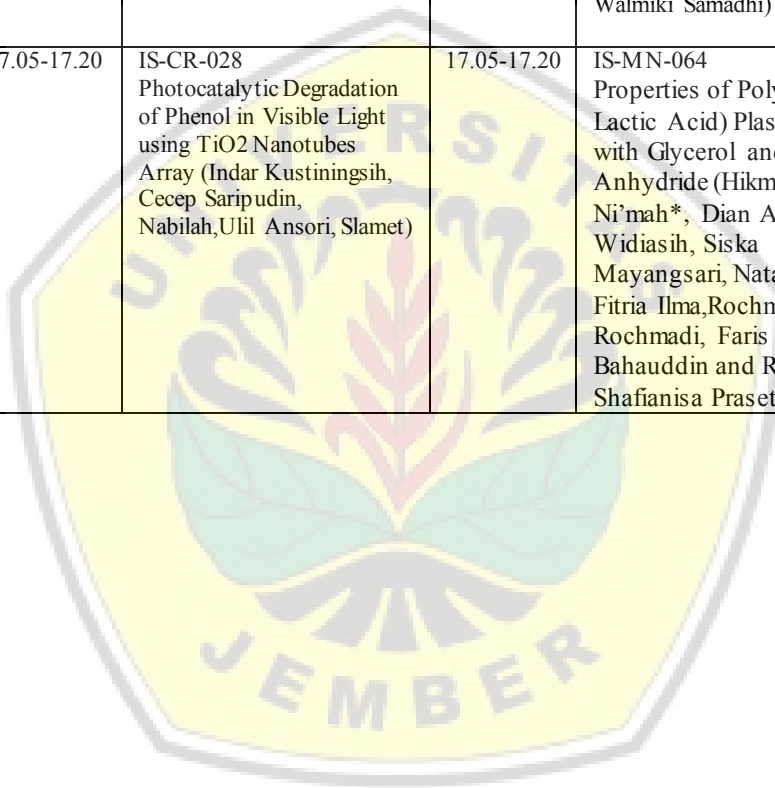 Walmiki Samadhi)
7.05-17.20
IS-CR-028
Photocatalytic Degradation
of Phenol in Visible Light
using TiO2 Nanotubes
Array (Indar Kustiningsih,
Cecep Saripudin,
Nabilah,Ulil Ansori, Slamet)
17.05-17.20
IS-MN-064
Properties of Poly
Lactic Acid) Plas
with Glycerol and
Anhydride (Hikm
Ni’mah*, Dian A
Widiasih, Siska
Mayangsari, Nata
Fitria Ilma,Rochm
Rochmadi, Faris
Bahauddin and R
Shafianisa Praset
UNIVERSITAS
JEMBER